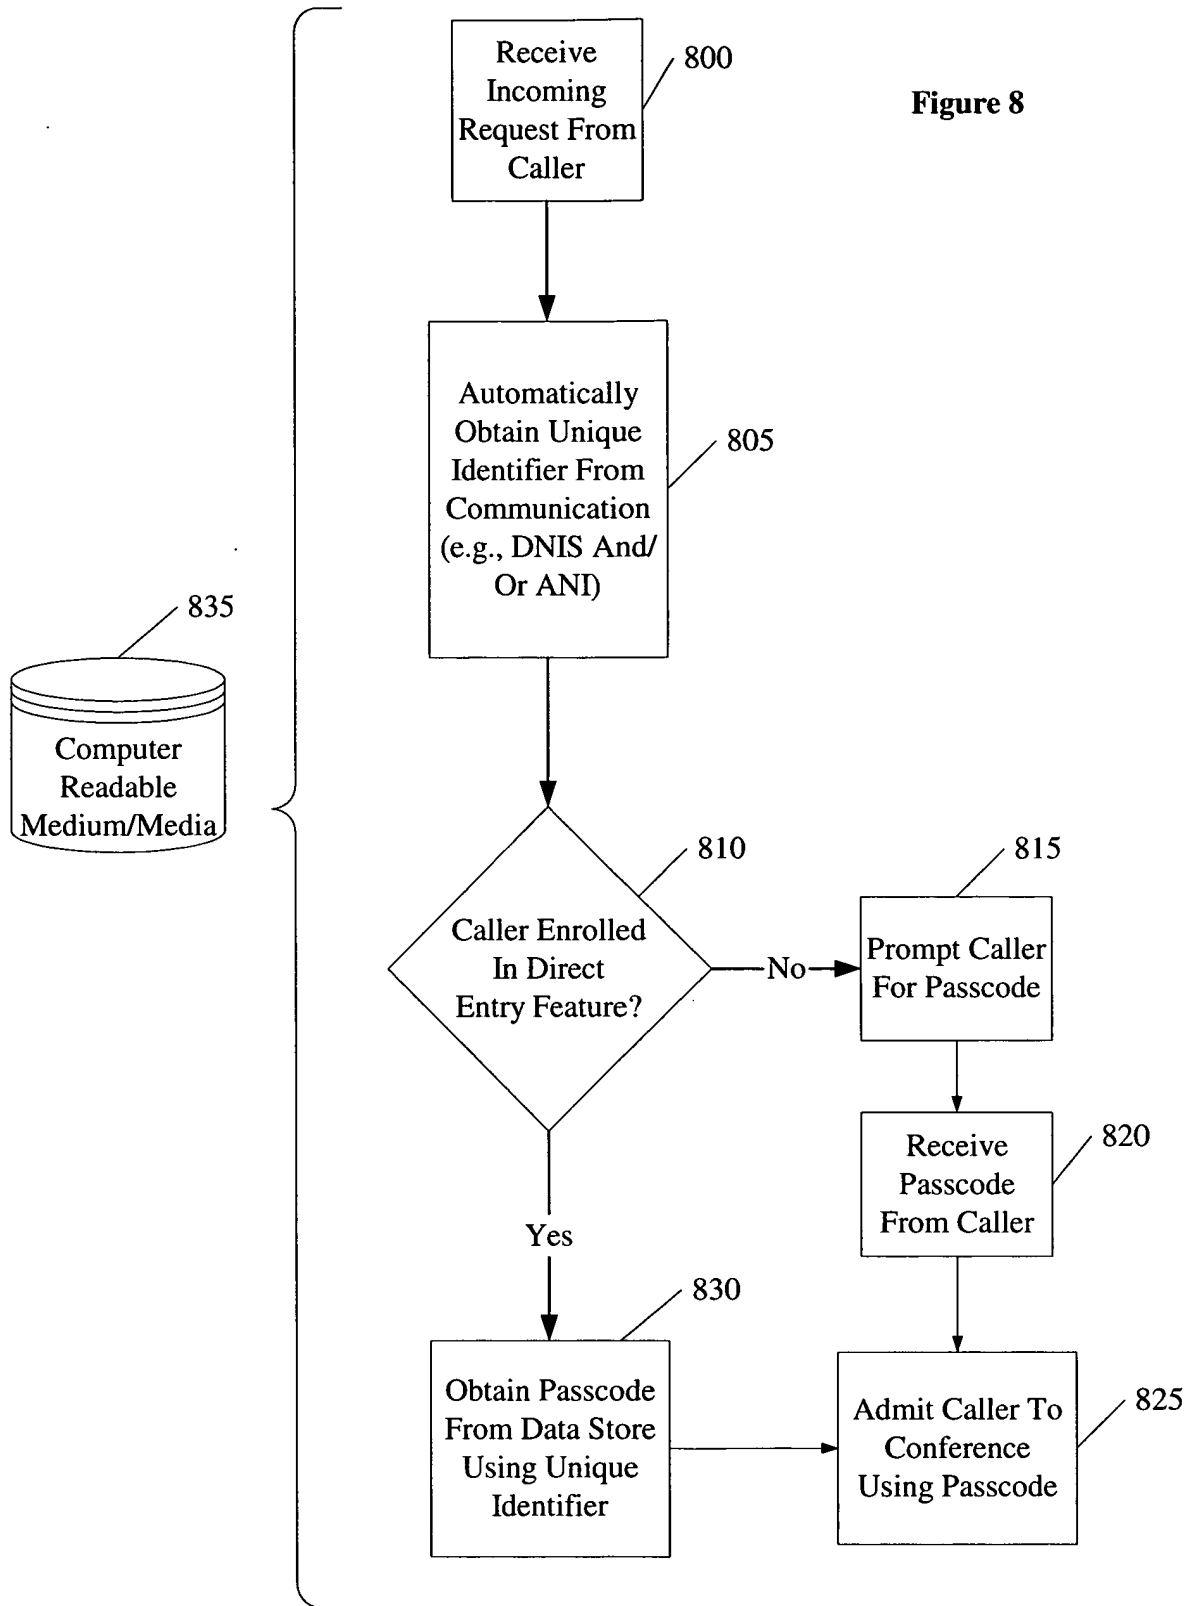 Receive
Incoming
Request From
Caller
800
Figure 8
Automatically
Obtain Unique
Identifier From
Communication
(e.g., DNIS And/
Or ANI)
805
835
Computer
Readable
Medium/Media
810
Caller Enrolled
In Direct
Entry Feature?
No
815
Prompt Caller
For Passcode
820
Receive
Passcode
From Caller
Yes
830
Obtain Passcode
From Data Store
Using Unique
Identifier
825
Admit Caller To
Conference
Using Passcode